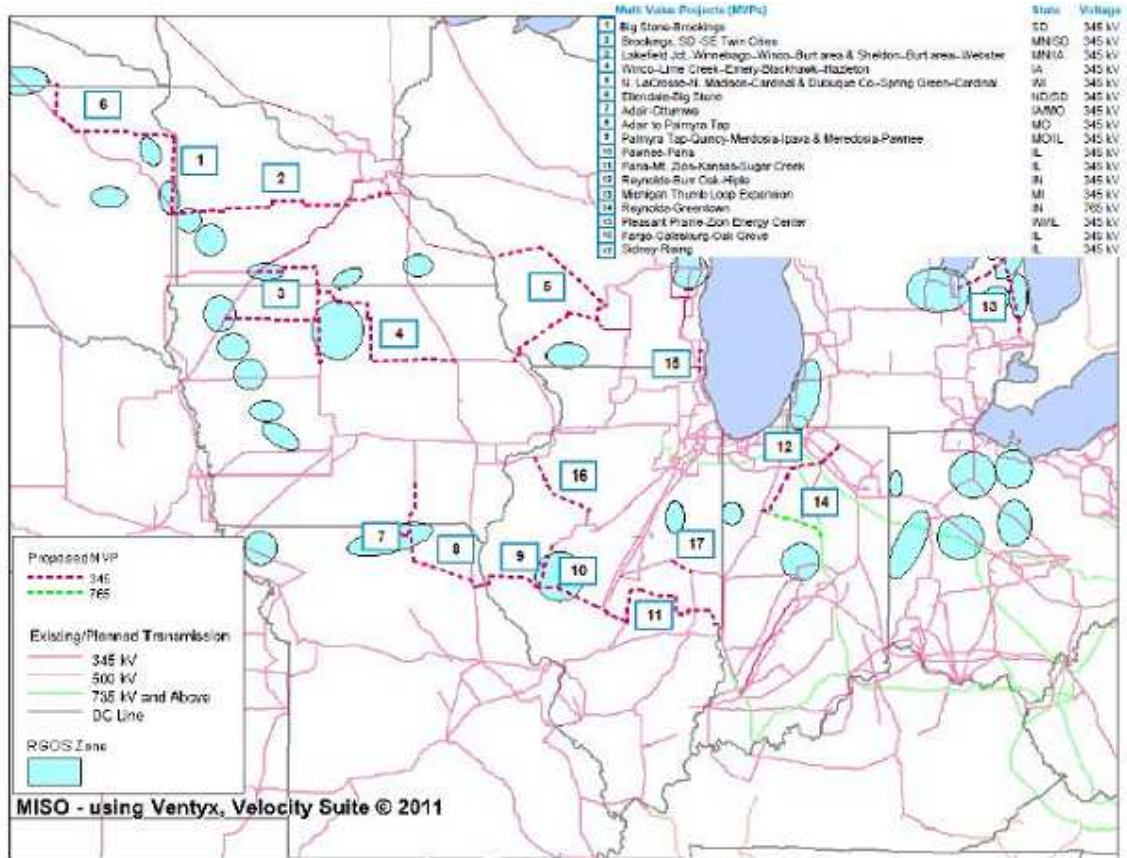 Multi Value Projects (MVPs) State Voltage
1 Big Stone-Brookings SD 345 kV
2 Brookings, SD-SE Twin Cities MN/SD 345 kV
3 Lakefield Jct.-Winnebago-Winco-Burt area & Sheldon-Burt area-Webster MN/IA 345 kV
4 Winco-Lime Creek-Emery-Blackhawk-Hazleton IA 345 kV
5 N. LaCrosse-N. Madison-Cardinal & Dubuque Co-Spring Green-Cardinal WI 345 kV
6 Ellendale-Big Stone ND/SD 345 kV
7 Adair-Ottumwa IA/MO 345 kV
8 Adair to Palmyra Tap MO 345 kV
9 Palmyra Tap-Quincy-Merdosia-Ipava & Meredosia-Pawnee MO/IL 345 kV
10 Pawnee-Pana IL 345 kV
11 Pana-Mt. Zion-Kansas-Sugar Creek IL 345 kV
12 Reynolds-Burr Oak-Hiple IN 345 kV
13 Michigan Thumb Loop Expansion MI 345 kV
14 Reynolds-Greentown IN 765 kV
15 Pleasant Prairie-Zion Energy Center WI/IL 345 kV
16 Fargo-Galesburg-Oak Grove IL 345 kV
17 Sidney-Rising IL 345 kV
6
1
2
3
4
5
13
15
12
16
14
7
8
9
10
17
11
Proposed MVP
345
765
Existing/Planned Transmission
345 kV
500 kV
735 kV and Above
DC Line
RGOS Zone
MISO - using Ventyx, Velocity Suite © 2011